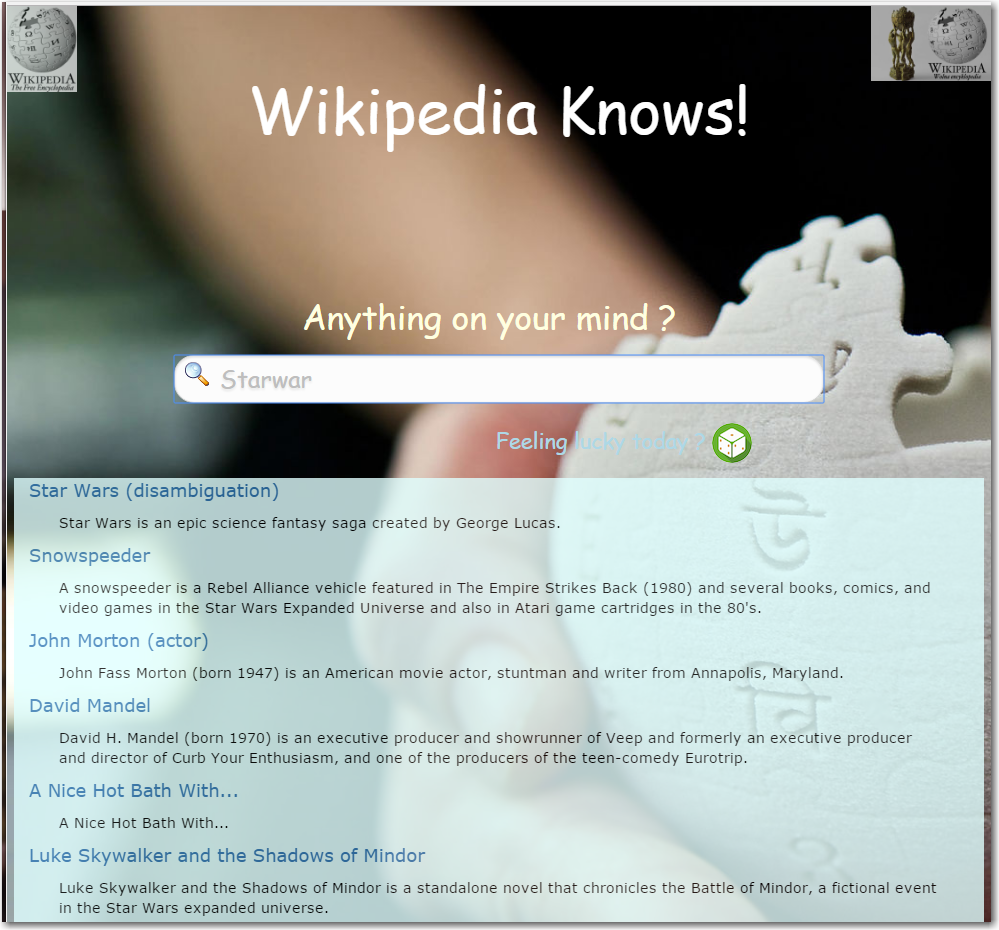 WIKIPEDIA
The Free Encyclopedia
WIKIPEDIA
Wolna encyklopedia
Wikipedia Knows!
Anything on your mind ?
Starwar
Feeling lucky today ?
Star Wars (disambiguation)
Star Wars is an epic science fantasy saga created by George Lucas.
Snowspeeder
A snowspeeder is a Rebel Alliance vehicle featured in The Empire Strikes Back (1980) and several books, comics, and
video games in the Star Wars Expanded Universe and also in Atari game cartridges in the 80's.
John Morton (actor)
John Fass Morton (born 1947) is an American movie actor, stuntman and writer from Annapolis, Maryland.
David Mandel
David H. Mandel (born 1970) is an executive producer and showrunner of Veep and formerly an executive producer
and director of Curb Your Enthusiasm, and one of the producers of the teen-comedy Eurotrip.
A Nice Hot Bath With...
A Nice Hot Bath With...
Luke Skywalker and the Shadows of Mindor
Luke Skywalker and the Shadows of Mindor is a standalone novel that chronicles the Battle of Mindor, a fictional event
in the Star Wars expanded universe.